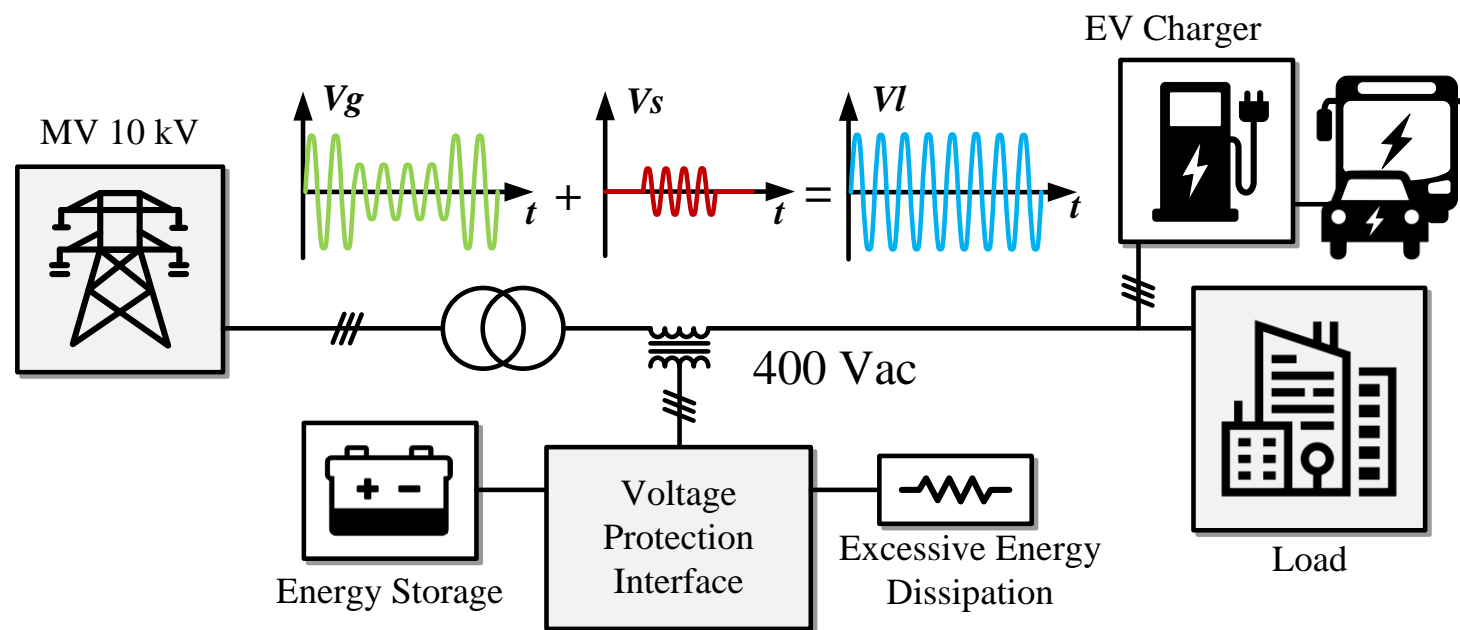 EV Charger
MV 10 kV
Vg
t
+
Vs
t
=
Vl
t
400 Vac
+ -
Energy Storage
Voltage
Protection
Interface
Excessive Energy
Dissipation
Load